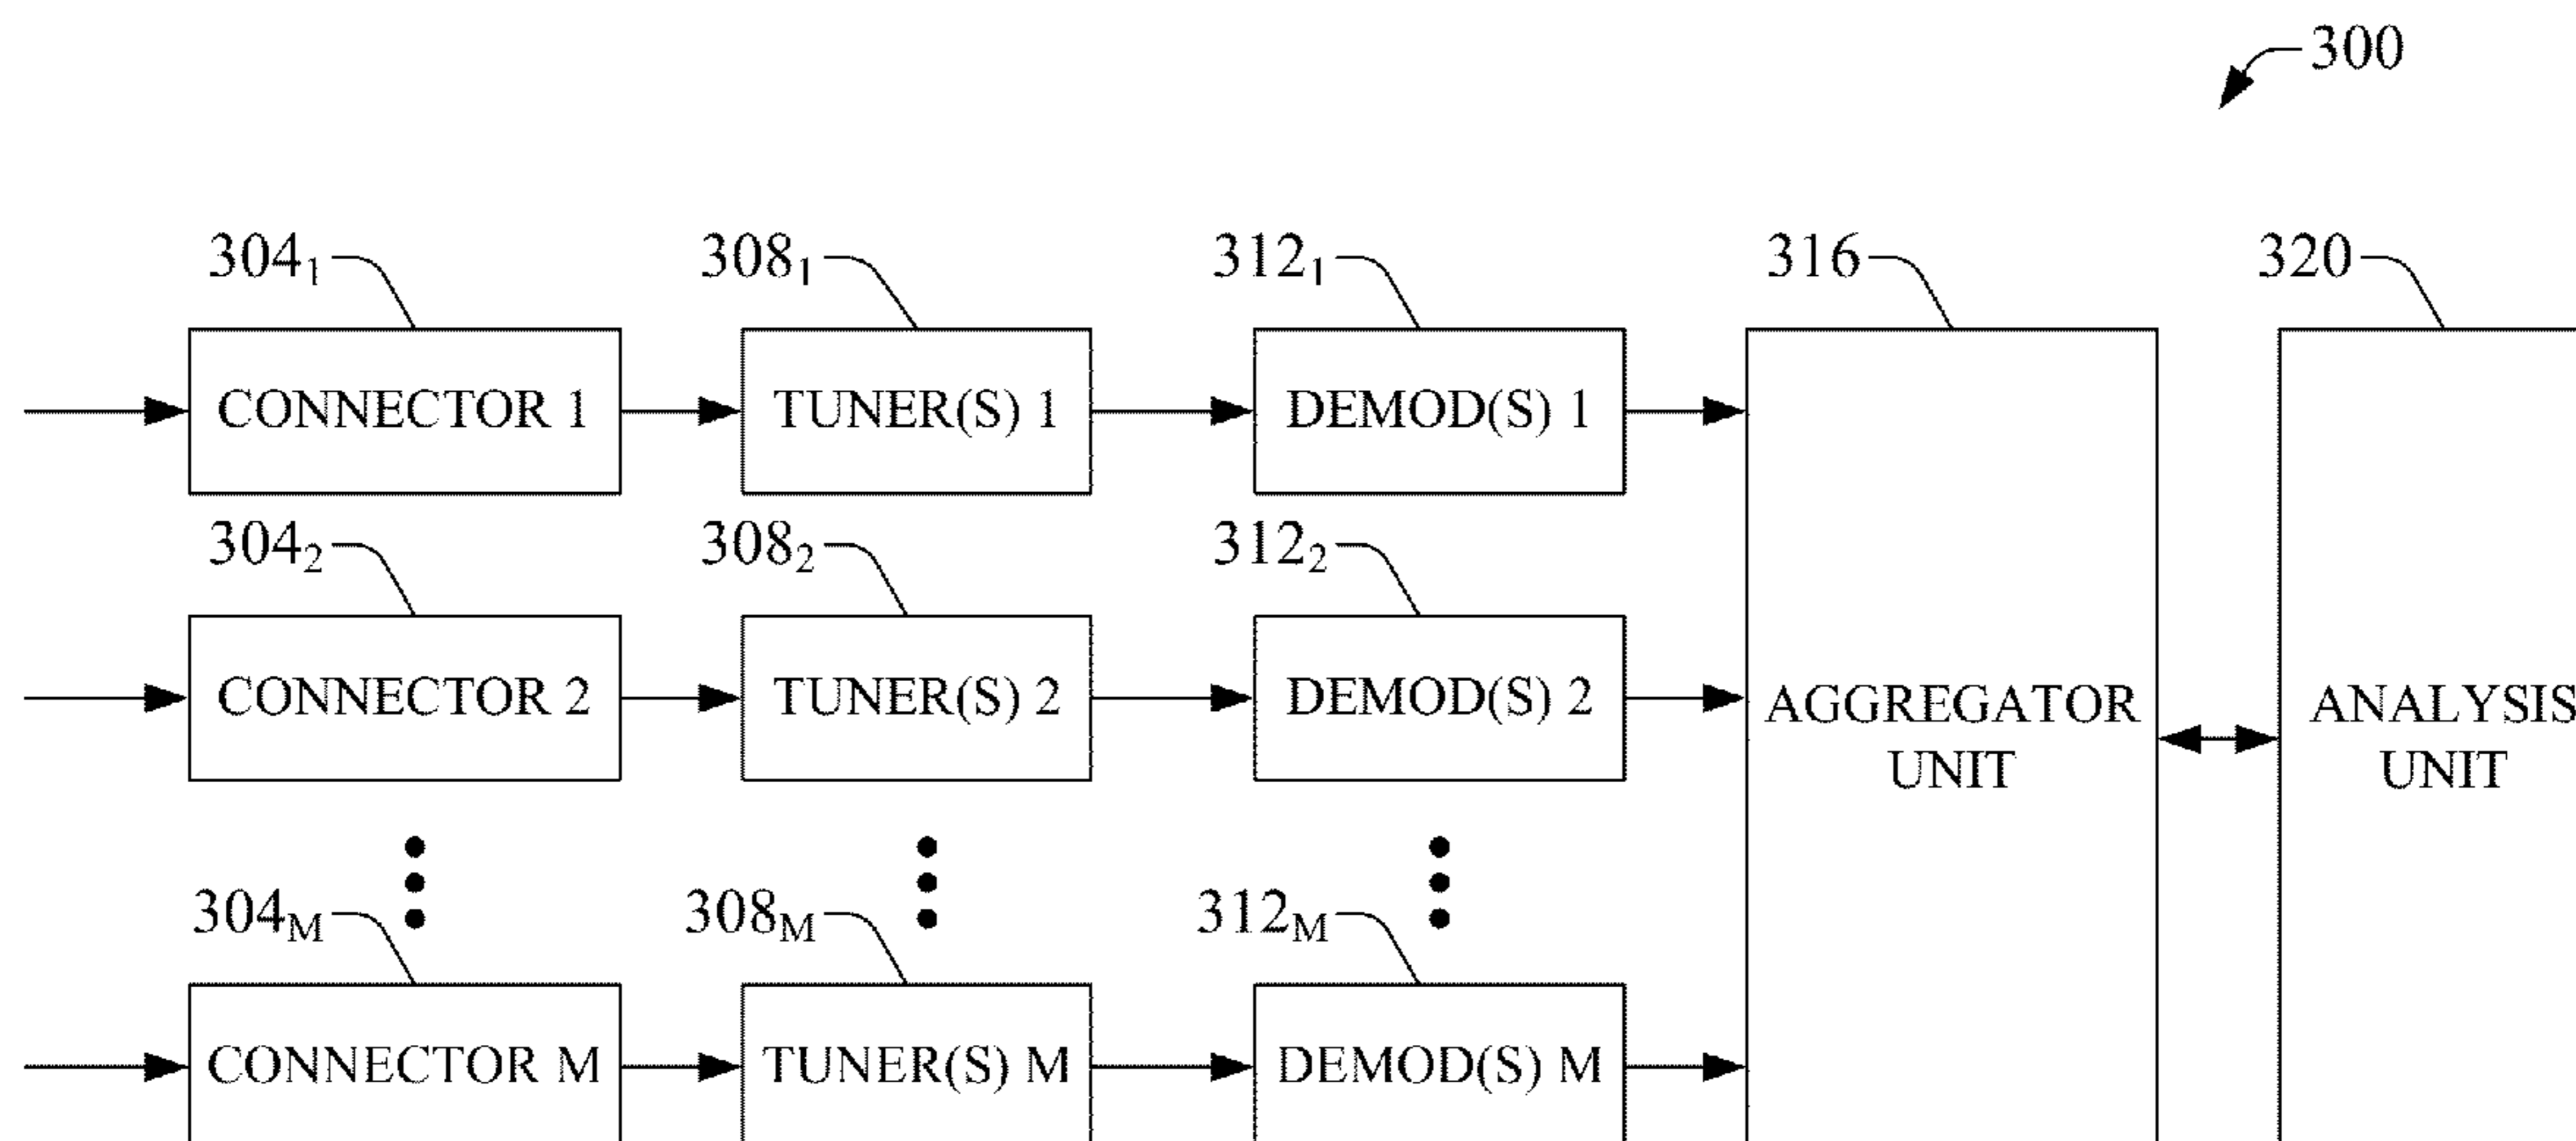 300
304₁ 308₁ 312₁ 316 320
CONNECTOR 1 TUNER(S) 1 DEMOD(S) 1
304₂ 308₂ 312₂
CONNECTOR 2 TUNER(S) 2 DEMOD(S) 2
AGGREGATOR
UNIT
ANALYSIS
UNIT
304M 308M 312M
CONNECTOR M TUNER(S) M DEMOD(S) M